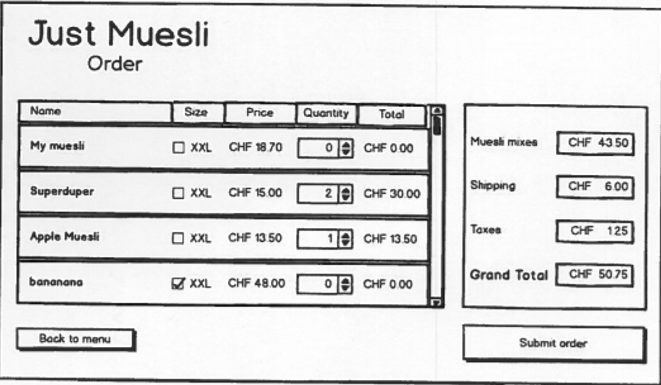 Just Muesli
Order
Name Size Price Quantity Total
My muesli XXL CHF 18.70 0 CHF 0.00
Superduper XXL CHF 15.00 2 CHF 30.00
Apple Muesli XXL CHF 13.50 1 CHF 13.50
bananana XXL CHF 48.00 0 CHF 0.00
Back to menu
Muesli mixes CHF 43.50
Shipping CHF 6.00
Taxes CHF 1.25
Grand Total CHF 50.75
Submit order